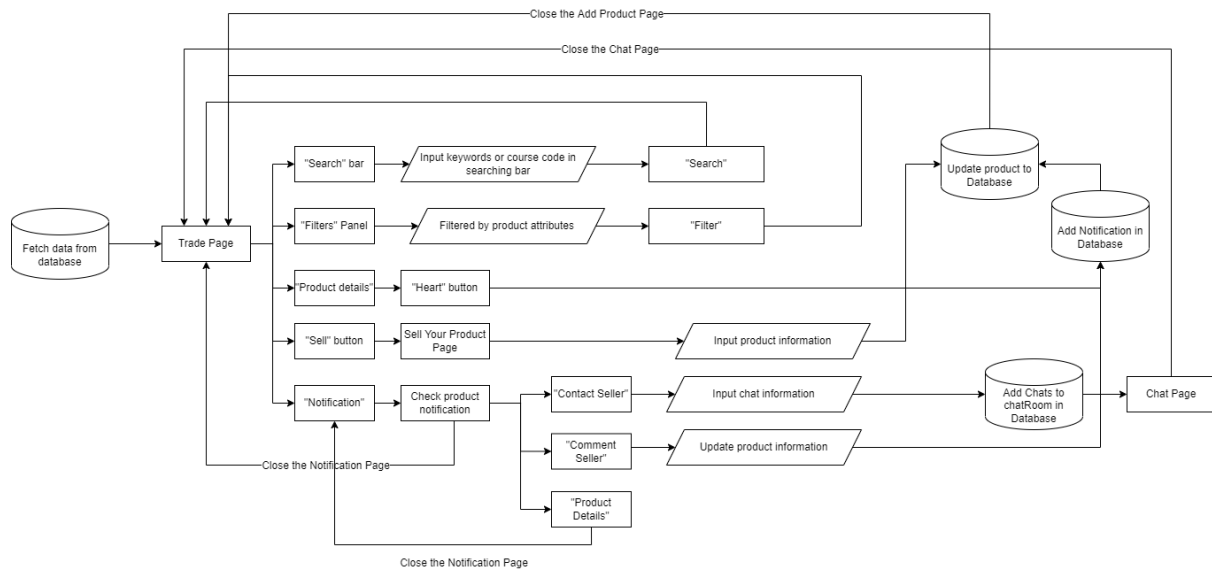 Close the Add Product Page
Close the Chat Page
"Search" bar
Input keywords or course code in
searching bar
"Search"
Update product to
Database
Fetch data from
database
Trade Page
"Filters" Panel
Filtered by product attributes
"Filter"
Add Notification in
Database
"Product details"
"Heart" button
"Sell" button
Sell Your Product
Page
Input product information
"Notification"
Check product
notification
"Contact Seller"
Input chat information
Add Chats to
chatRoom in
Database
Chat Page
"Comment
Seller"
Update product information
Close the Notification Page
"Product
Details"
Close the Notification Page